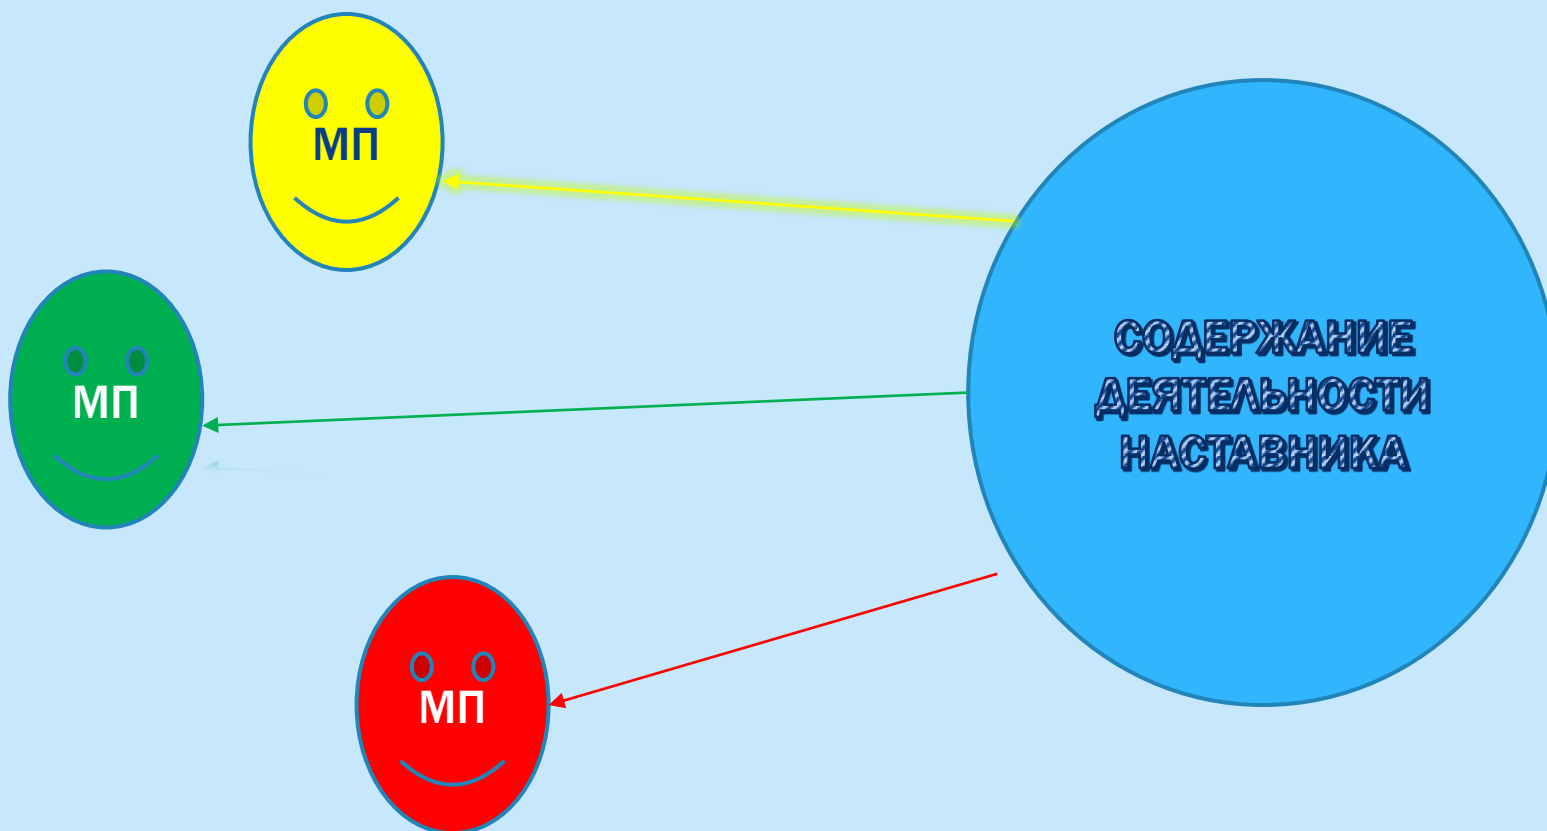 МП
МП
МП
СОДЕРЖАНИЕ
ДЕЯТЕЛЬНОСТИ
НАСТАВНИКА